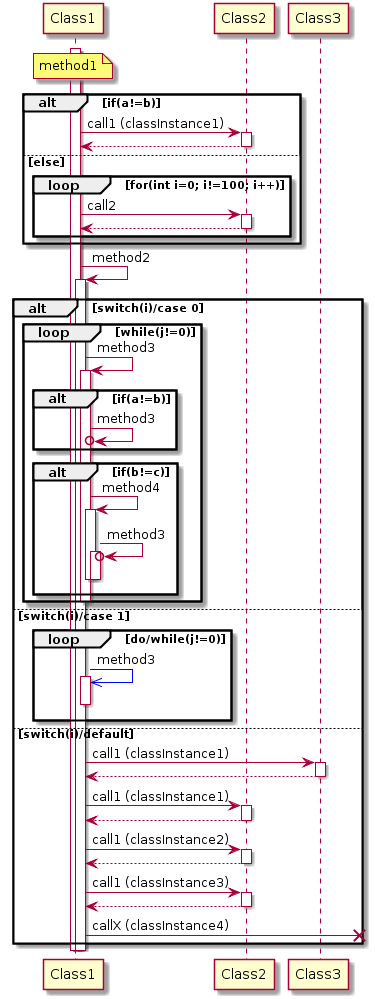 Class1 Class2 Class3
method1
alt [if(a!=b)]
call1 (classInstance1)
[else]
loop [for(int i=0; i!=100; i++)]
call2
method2
alt [switch(i)/case 0]
loop [while(j!=0)]
method3
alt [if(a!=b)]
method3
alt [if(b!=c)]
method4
method3
[switch(i)/case 1]
loop [do/while(j!=0)]
method3
[switch(i)/default]
call1 (classInstance1)
call1 (classInstance1)
call1 (classInstance2)
call1 (classInstance3)
callX (classInstance4)
Class1 Class2 Class3